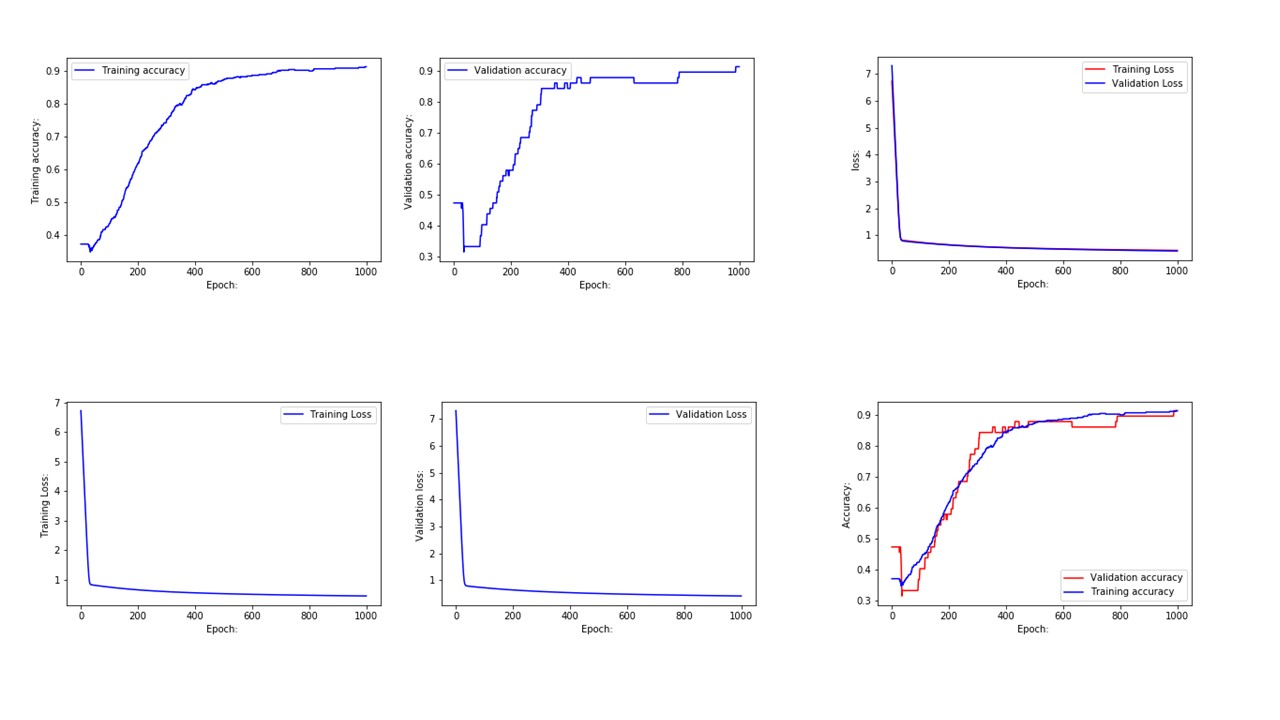 Training accuracy
Training accuracy:
0.9
0.8
0.7
0.6
0.5
0.4
0 200 400 600 800 1000
Epoch:
Validation accuracy
Validation accuracy:
0.9
0.8
0.7
0.6
0.5
0.4
0.3
0 200 400 600 800 1000
Epoch:
Training Loss
Validation Loss
loss:
7
6
5
4
3
2
1
0 200 400 600 800 1000
Epoch:
Training Loss
Training Loss:
7
6
5
4
3
2
1
0 200 400 600 800 1000
Epoch:
Validation Loss
Validation loss:
7
6
5
4
3
2
1
0 200 400 600 800 1000
Epoch:
Accuracy:
0.9
0.8
0.7
0.6
0.5
0.4
0.3
Validation accuracy
Training accuracy
0 200 400 600 800 1000
Epoch: